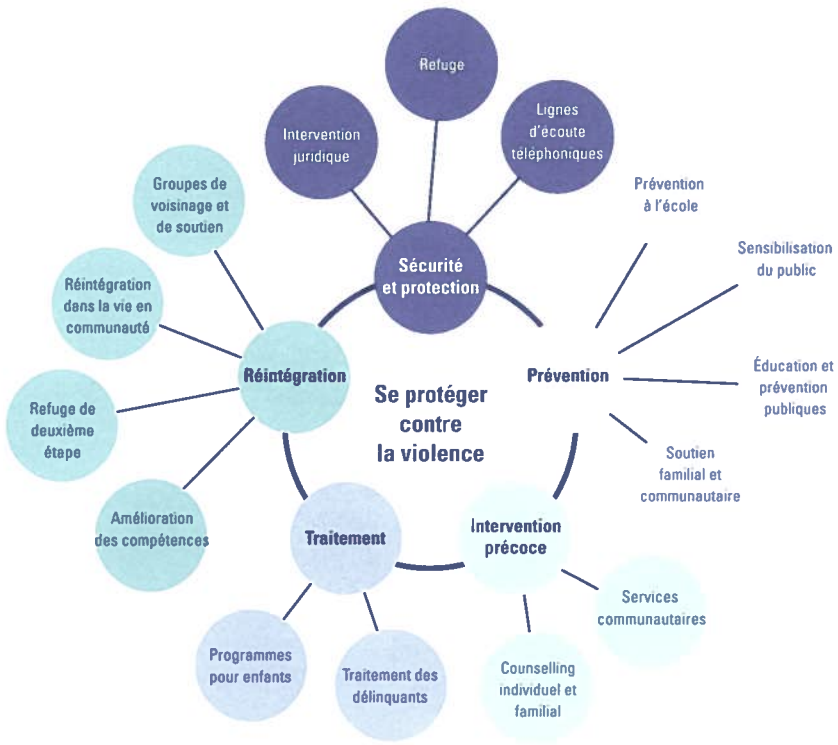 Refuge
Intervention
juridique
Lignes
d'écoute
téléphoniques
Sécurité
et protection
Prévention
à l'école
Sensibilisation
du public
Éducation et
prévention
publiques
Soutien
familial et
communautaire
Prévention
Groupes de
voisinage et
de soutien
Réintégration
dans la vie en
communauté
Refuge de
deuxième
étape
Amélioration
des compétences
Réintégration
Se protéger
contre
la violence
Traitement
Programmes
pour enfants
Traitement des
délinquants
Intervention
précoce
Services
communautaires
Counselling
individuel et
familial